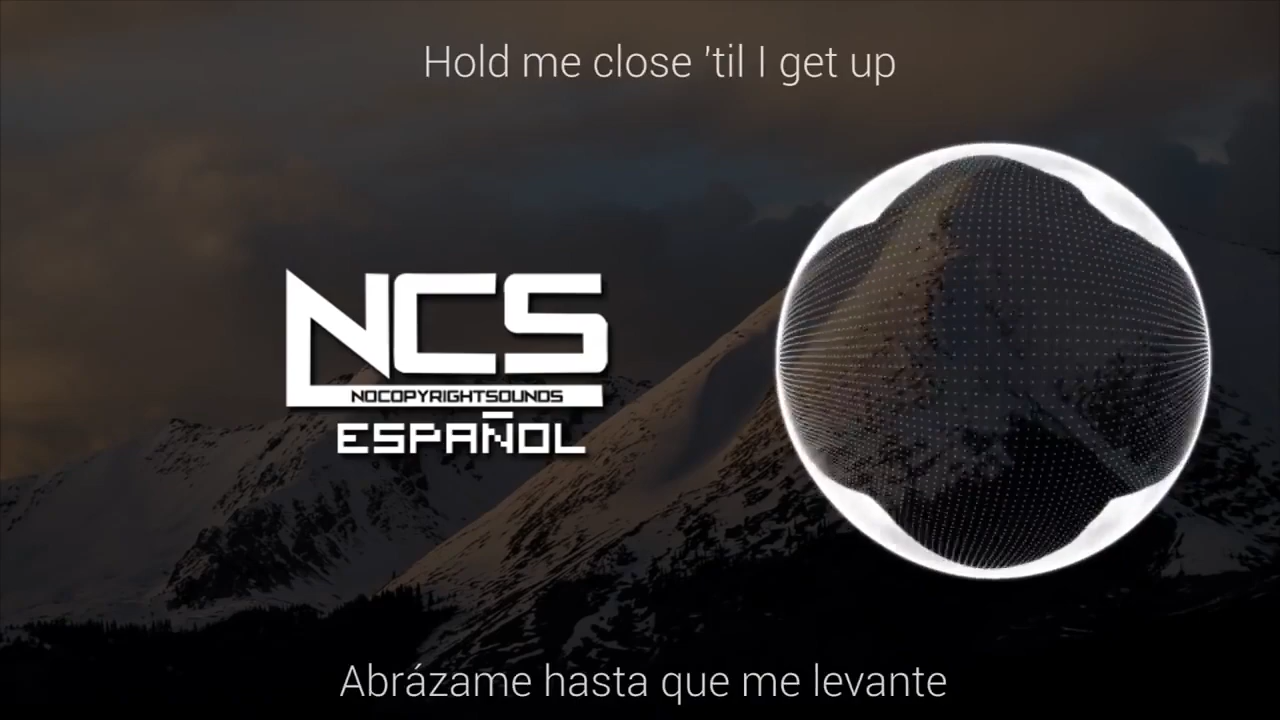 Hold me close 'til I get up
NCS
NOCOPYRIGHTSOUNDS
ESPAÑOL
Abrázame hasta que me levante